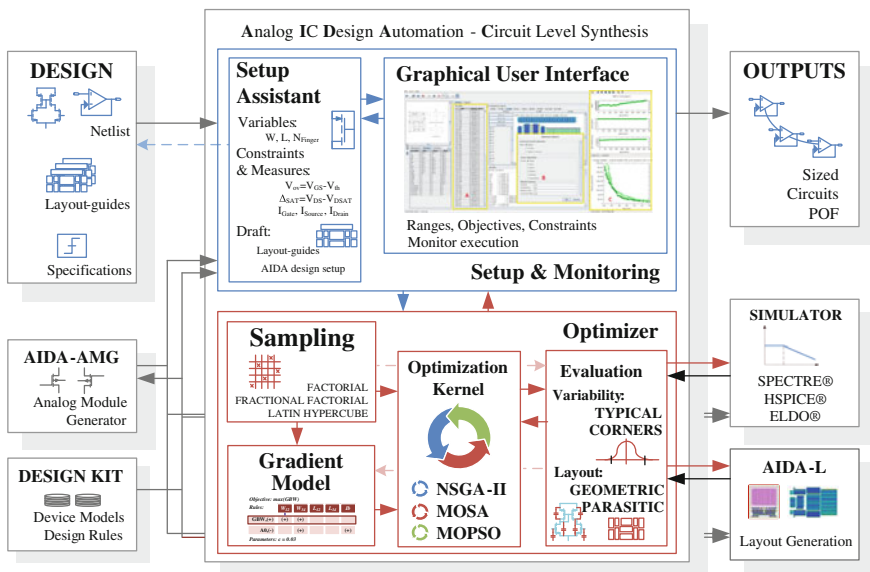 Analog IC Design Automation - Circuit Level Synthesis
DESIGN
Netlist
Layout-guides
Specifications
AIDA-AMG
Analog Module
Generator
DESIGN KIT
Device Models
Design Rules
Setup
Assistant
Variables:
W, L, NFinger
Constraints
& Measures:
Vov=VGS-Vth
ΔSAT=VDS-VDSAT
IGate, ISource, IDrain
Draft:
Layout-guides
AIDA design setup
Graphical User Interface
A
B
C
Ranges, Objectives, Constraints
Monitor execution
Setup & Monitoring
Optimizer
Sampling
FACTORIAL
FRACTIONAL FACTORIAL
LATIN HYPERCUBE
Gradient
Model
Objective: max(GBW)
Rules:
GBW,(+) (+) (+)
(+) (+)
Parameters: c = 0.03
Optimization
Kernel
NSGA-II
MOSA
MOPSO
Evaluation
Variability:
TYPICAL
CORNERS
Layout:
GEOMETRIC
PARASITIC
OUTPUTS
Sized
Circuits
POF
SIMULATOR
SPECTRE®
HSPICE®
ELDO®
AIDA-L
Layout Generation